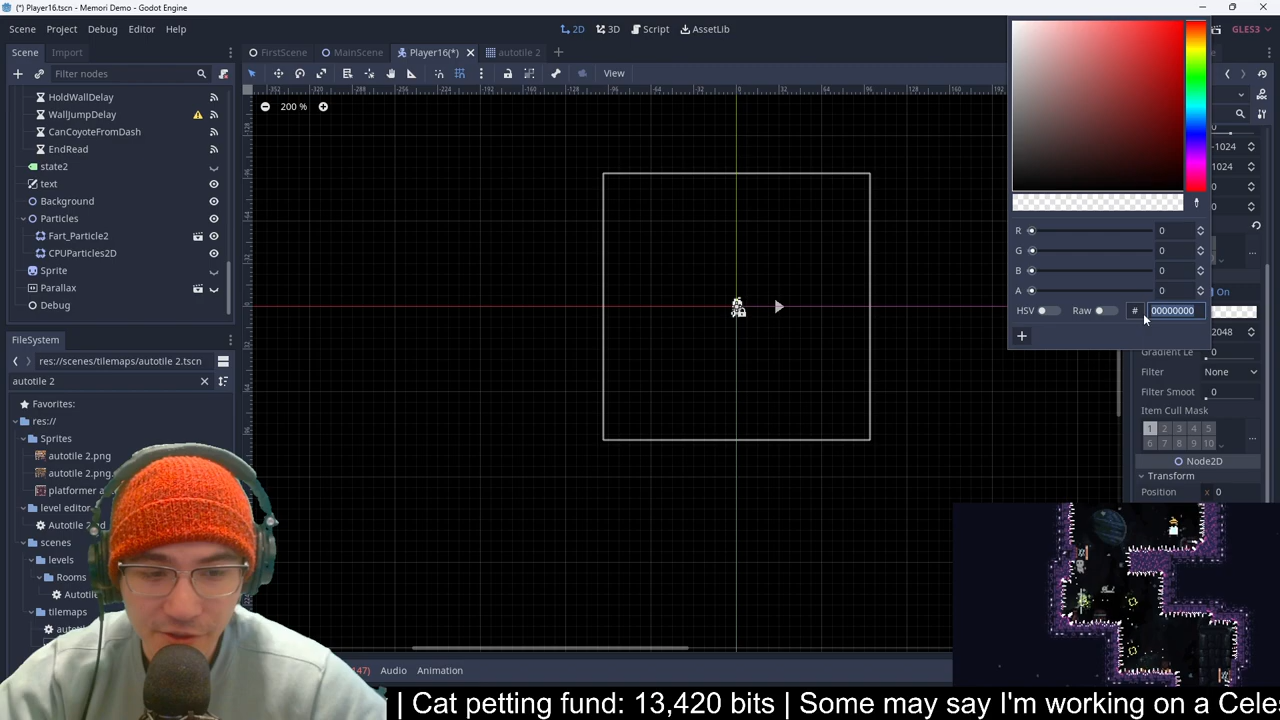 (*) Player16.tscn - Memori Demo - Godot Engine
Scene Project Debug Editor Help
2D 3D Script AssetLib
GLES3
Scene Import
FirstScene MainScene Player16(*) autotile 2
Filter nodes
View
HoldWallDelay
WallJumpDelay
CanCoyoteFromDash
EndRead
state2
text
Background
Particles
Fart_Particle2
CPUParticles2D
Sprite
Parallax
Debug
200 %
FileSystem
res://scenes/tilemaps/autotile 2.tscn
autotile 2
Favorites:
res://
Sprites
autotile 2.png
autotile 2.png
platformer a
level editor
Autotile
scenes
levels
Rooms
Autotile
tilemaps
R 0
G 0
B 0
A 0
HSV Raw # 00000000
-1024
1024
0
0
On
2048
Gradient Le 0
Filter None
Filter Smoot 0
Item Cull Mask
1 2 3 4 5
6 7 8 9 10
Node2D
Transform
Position x 0
147) Audio Animation
| Cat petting fund: 13,420 bits | Some may say I'm working on a Cele